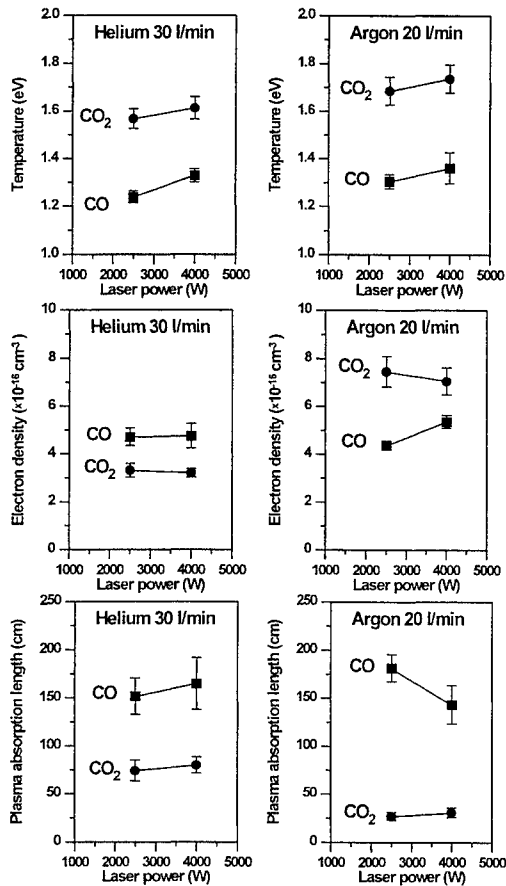 Helium 30 l/min
Argon 20 l/min
Temperature (eV)
2.0
1.8
1.6
1.4
1.2
1.0
CO₂
CO
1000 2000 3000 4000 5000
Laser power (W)
Temperature (eV)
2.0
1.8
1.6
1.4
1.2
1.0
CO₂
CO
1000 2000 3000 4000 5000
Laser power (W)
Helium 30 l/min
Argon 20 l/min
Electron density (×10⁻¹⁶ cm⁻³)
10
8
6
4
2
0
CO
CO₂
1000 2000 3000 4000 5000
Laser power (W)
Electron density (×10⁻¹⁶ cm⁻³)
10
8
6
4
2
0
CO₂
CO
1000 2000 3000 4000 5000
Laser power (W)
Helium 30 l/min
Argon 20 l/min
Plasma absorption length (cm)
250
200
150
100
50
0
CO
CO₂
1000 2000 3000 4000 5000
Laser power (W)
Plasma absorption length (cm)
250
200
150
100
50
0
CO
CO₂
1000 2000 3000 4000 5000
Laser power (W)